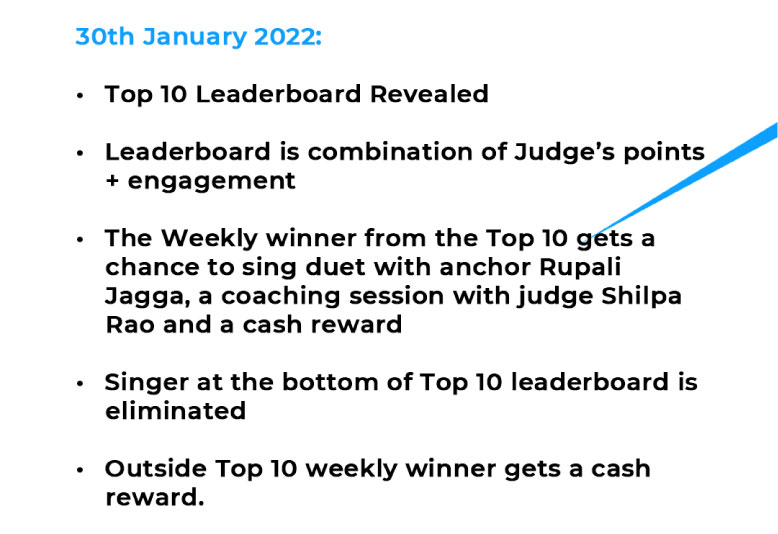 30th January 2022:
• Top 10 Leaderboard Revealed
• Leaderboard is combination of Judge's points
+ engagement
• The Weekly winner from the Top 10 gets a
chance to sing duet with anchor Rupali
Jagga, a coaching session with judge Shilpa
Rao and a cash reward
• Singer at the bottom of Top 10 leaderboard is
eliminated
• Outside Top 10 weekly winner gets a cash
reward.